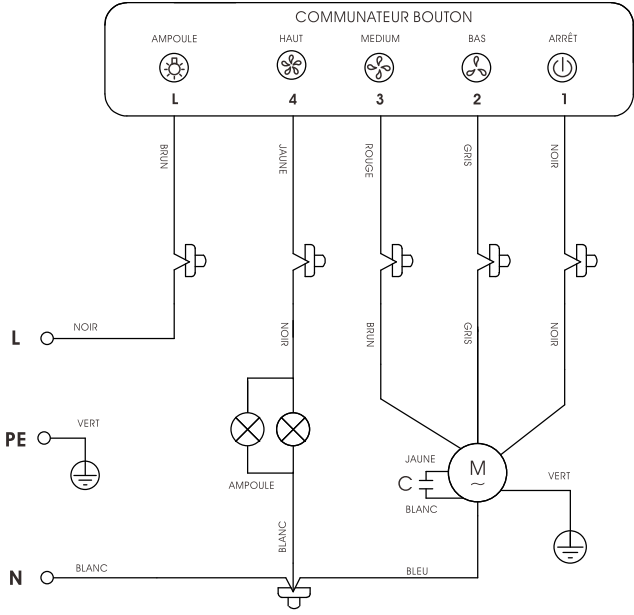 COMMUNATEUR BOUTON
AMPOULE HAUT MEDIUM BAS ARRÊT
L 4 3 2 1
BRUN JAUNE ROUGE GRIS NOIR
L NOIR
NOIR BRUN GRIS NOIR
PE VERT
AMPOULE
JAUNE
C
BLANC
M
~
VERT
BLANC
N BLANC
BLEU